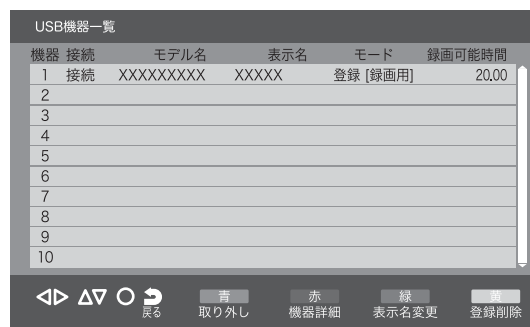 USB機器一覧
機器 接続 モデル名 表示名 モード 録画可能時間
1 接続 XXXXXXXXX XXXXX 登録 [録画用] 20.00
2
3
4
5
6
7
8
9
10
戻る 青 取り外し 赤 機器詳細 緑 表示名変更 黄 登録削除